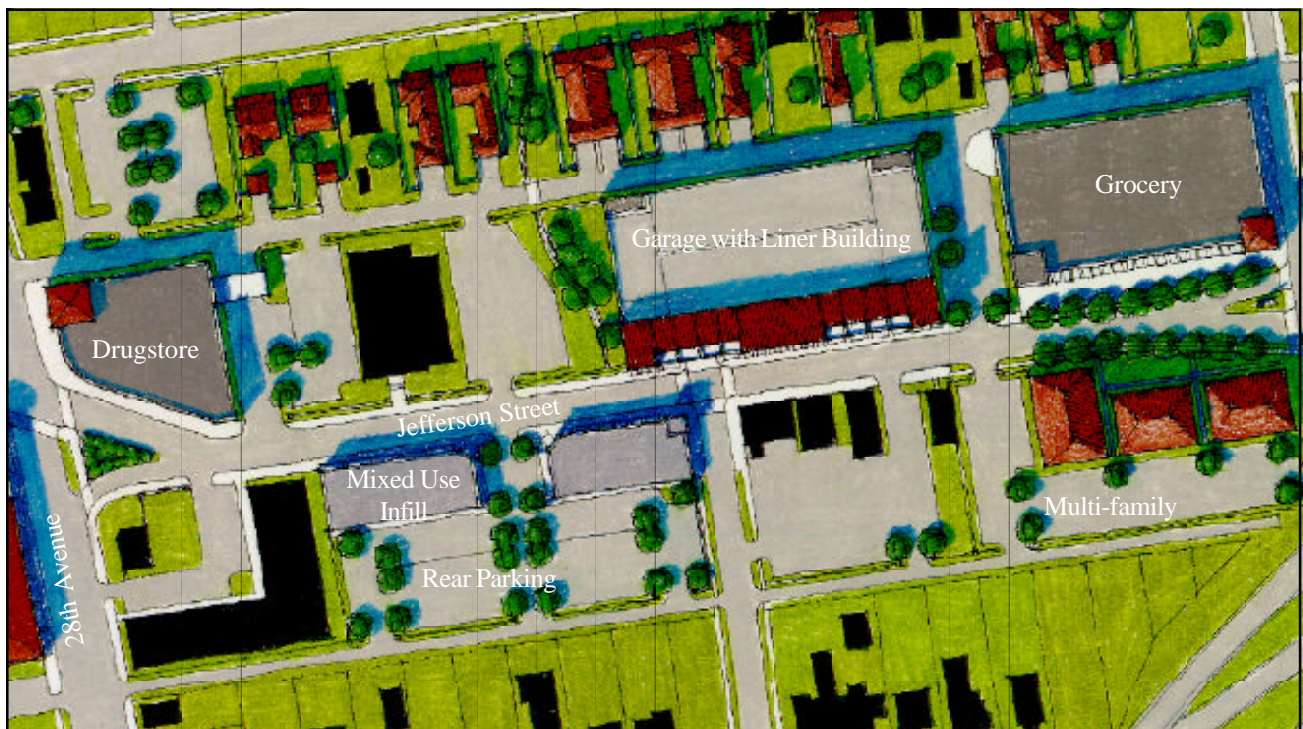 Grocery
Garage with Liner Building
Drugstore
Jefferson Street
Mixed Use
Infill
Multi-family
Rear Parking
28th Avenue